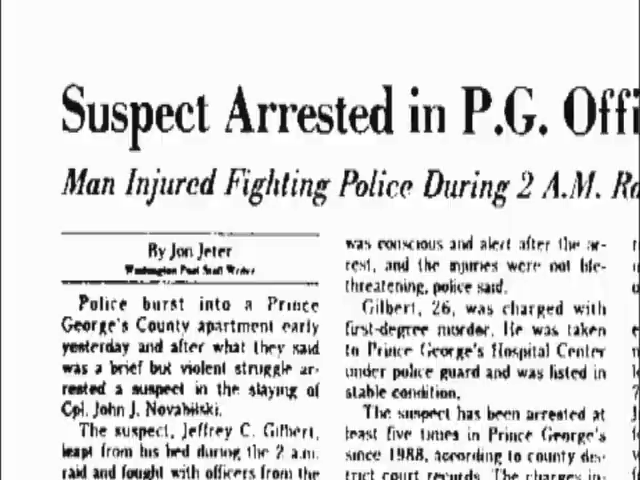 Suspect Arrested in P.G. Offi
Man Injured Fighting Police During 2 A.M. Ra
By Jon Jeter
Washington Post Staff Writer
Police burst into a Prince
George's County apartment early
yesterday and after what they said
was a brief but violent struggle ar-
rested a suspect in the slaying of
Cpl. John J. Novabilski.
The suspect, Jeffrey C. Gilbert,
leapt from his bed during the 2 a.m.
raid and fought with officers from the
was conscious and alert after the ar-
rest, and the injuries were not life-
threatening, police said.
Gilbert, 26, was charged with
first-degree murder. He was taken
to Prince George's Hospital Center
under police guard and was listed in
stable condition.
The suspect has been arrested at
least five times in Prince George's
since 1988, according to county dis-
trict court records. The charges in-